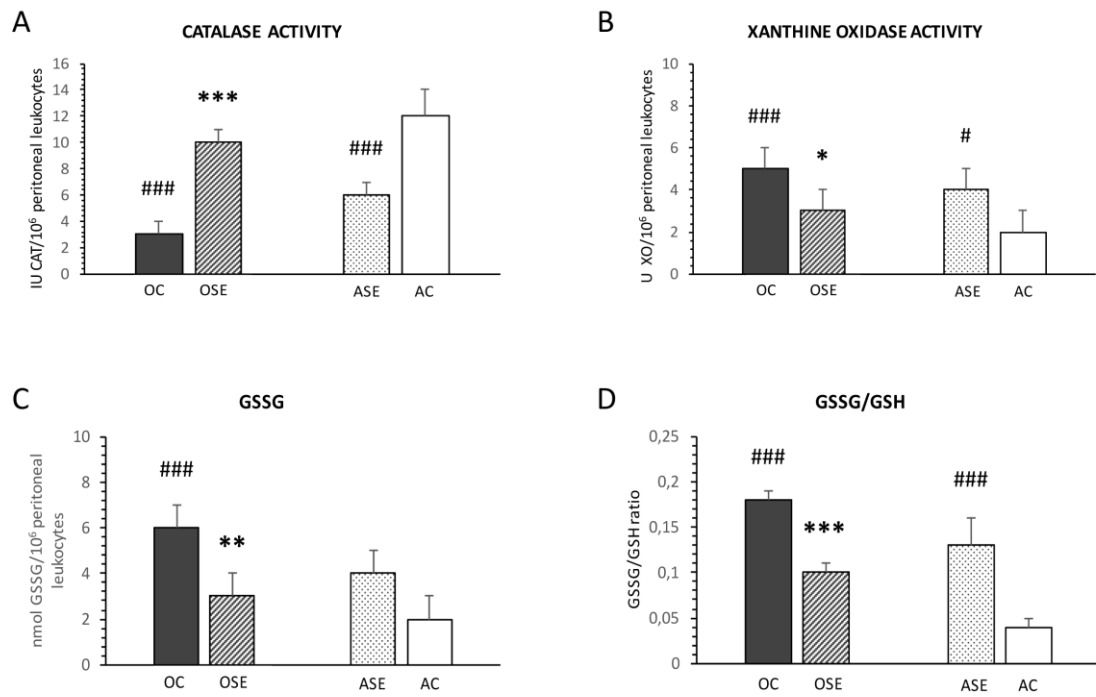 A
CATALASE ACTIVITY
IU CAT/10⁶ peritoneal leukocytes
16
14
12
10
8
6
4
2
0
###
***
###
OC
OSE
ASE
AC
B
XANTHINE OXIDASE ACTIVITY
U XO/10⁶ peritoneal leukocytes
10
8
6
4
2
0
###
*
#
OC
OSE
ASE
AC
C
GSSG
nmol GSSG/10⁶ peritoneal
leukocytes
10
8
6
4
2
0
###
**
OC
OSE
ASE
AC
D
GSSG/GSH
GSSG/GSH ratio
0,25
0,2
0,15
0,1
0,05
0
###
***
###
OC
OSE
ASE
AC